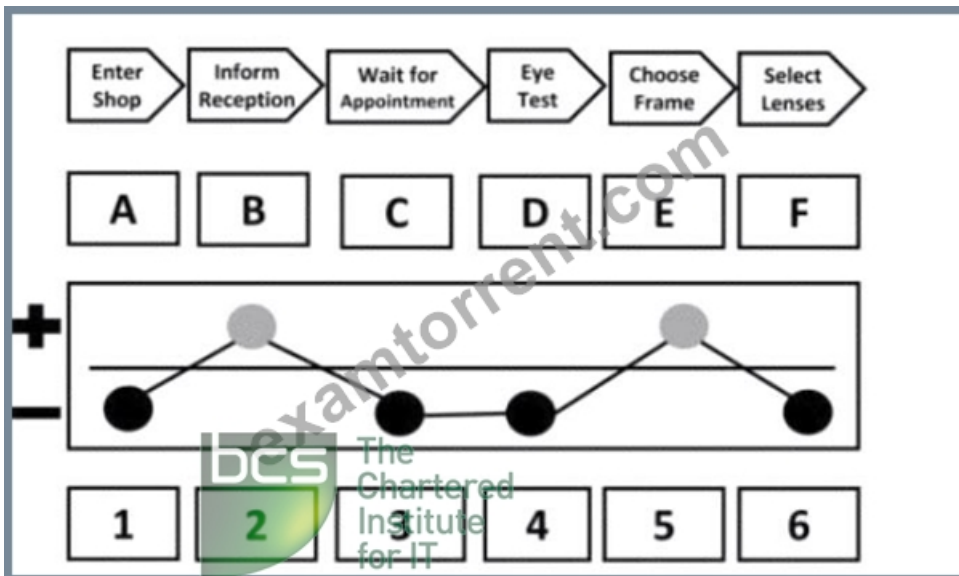 Enter
Shop
Inform
Reception
Wait for
Appointment
Eye
Test
Choose
Frame
Select
Lenses
A B C D E F
+
examtorrent.com
−
bcs
The
Chartered
Institute
for IT
1 2 3 4 5 6